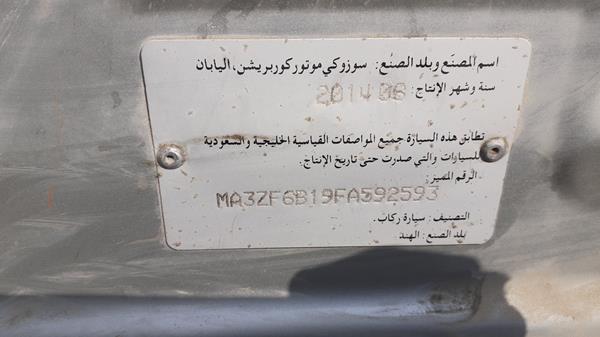 اسم المصنع وبلد الصنع: سوزوكي موتور كوربريشن، اليابان
سنة وشهر الإنتاج: 2014 08
تطابق هذه السيارة جميع المواصفات القياسية الخليجية والسعودية
للسيارات والتي صدرت حتى تاريخ الإنتاج.
الرقم المميز:
MA3ZF6B19FA592593
التصنيف: سيارة ركاب.
بلد الصنع: الهند